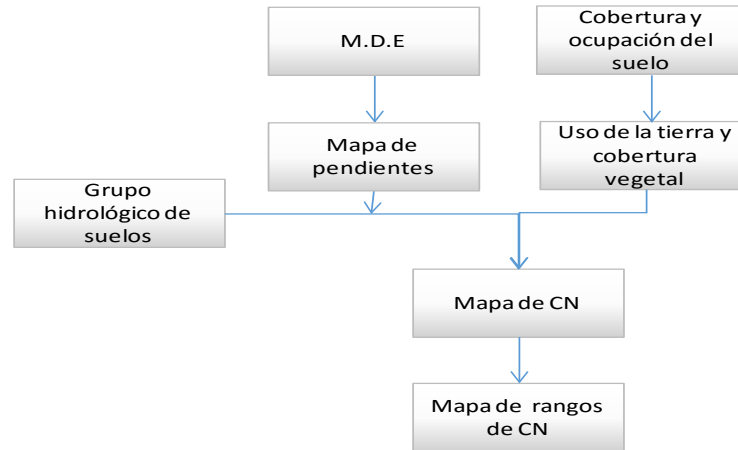 M.D.E
Cobertura y
ocupación del
suelo
Mapa de
pendientes
Uso de la tierra y
cobertura
vegetal
Grupo
hidrológico de
suelos
Mapa de CN
Mapa de rangos
de CN